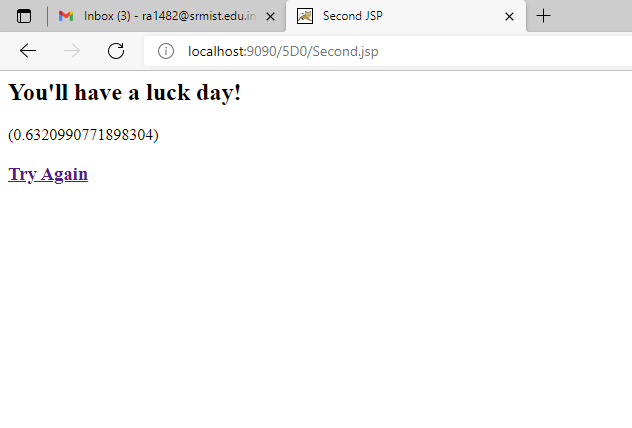 Inbox (3) - ra1482@srmist.edu.in
Second JSP
localhost:9090/5D0/Second.jsp
You'll have a luck day!
(0.6320990771898304)
Try Again